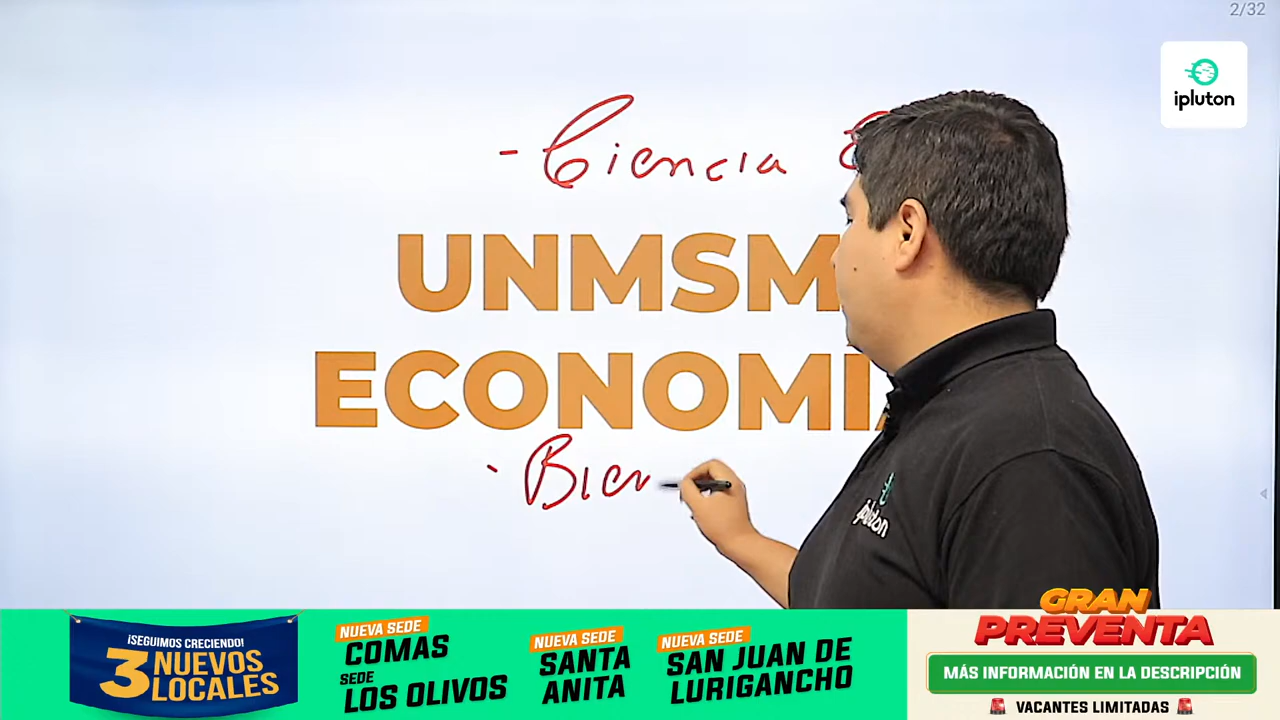 2/32
ipluton
- Ciencia
UNMSM
ECONOMÍA
- Bien
ipluton
¡SEGUIMOS CRECIENDO!
3 NUEVOS
LOCALES
NUEVA SEDE
COMAS
SEDE
LOS OLIVOS
NUEVA SEDE
SANTA
ANITA
NUEVA SEDE
SAN JUAN DE
LURIGANCHO
GRAN
PREVENTA
MÁS INFORMACIÓN EN LA DESCRIPCIÓN
VACANTES LIMITADAS